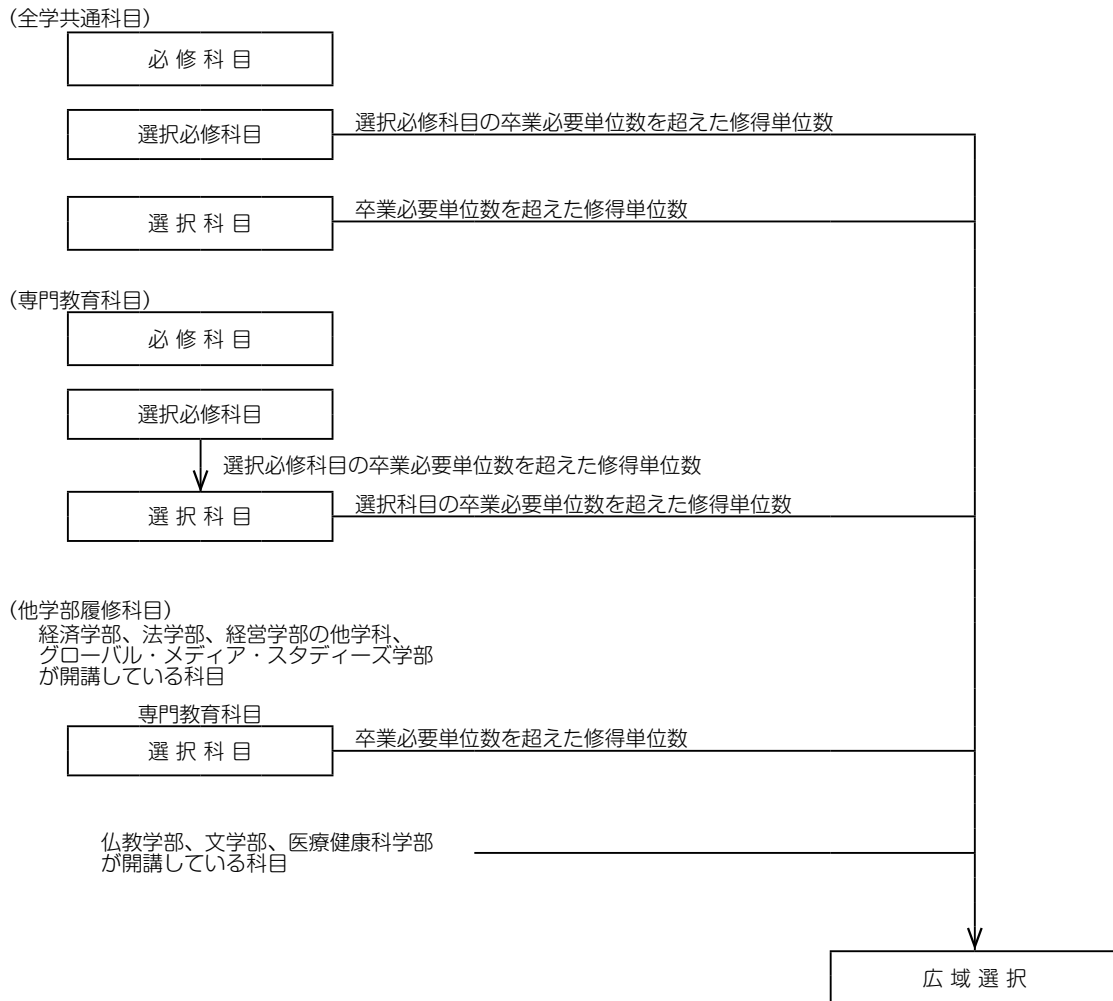 (全学共通科目)
必修科目
選択必修科目
選択必修科目の卒業必要単位数を超えた修得単位数
選択科目
卒業必要単位数を超えた修得単位数
(専門教育科目)
必修科目
選択必修科目
選択必修科目の卒業必要単位数を超えた修得単位数
選択科目
選択科目の卒業必要単位数を超えた修得単位数
(他学部履修科目)
経済学部、法学部、経営学部の他学科、
グローバル・メディア・スタディーズ学部
が開講している科目
専門教育科目
選択科目
卒業必要単位数を超えた修得単位数
仏教学部、文学部、医療健康科学部
が開講している科目
広域選択